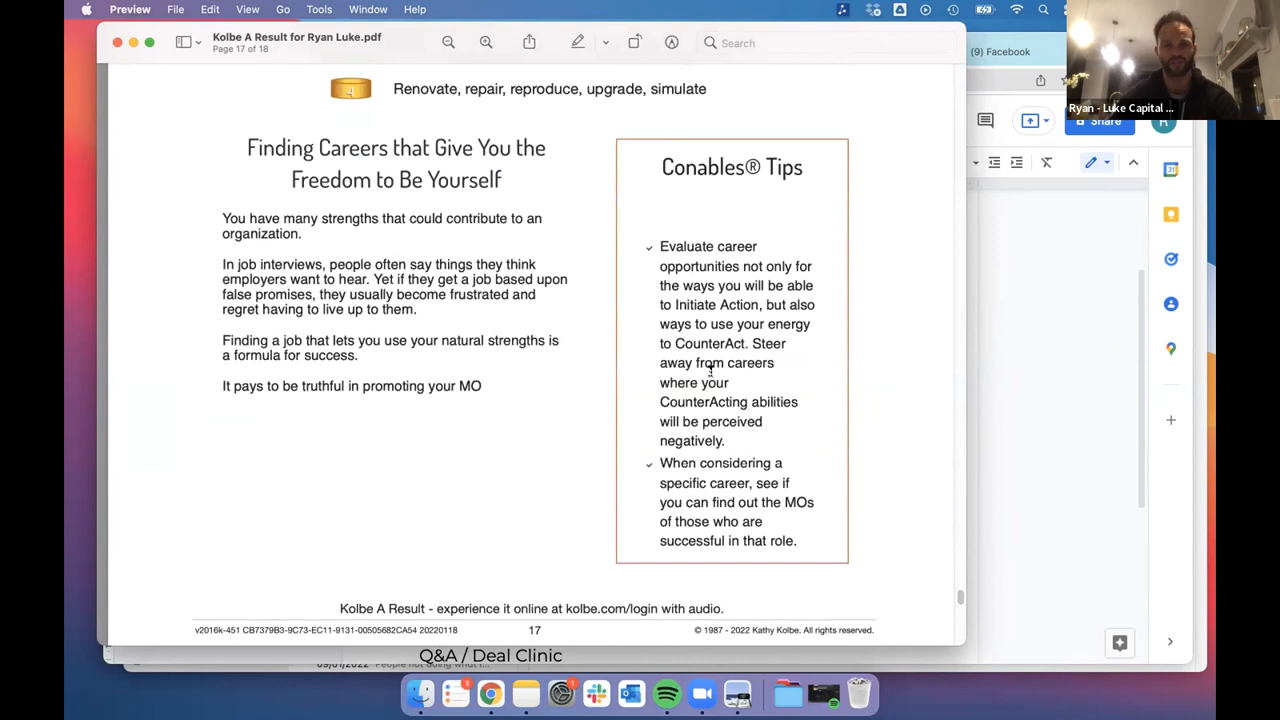 Preview File Edit View Go Tools Window Help
Kolbe A Result for Ryan Luke.pdf
Page 17 of 18
Search
(9) Facebook
Ryan - Luke Capital ...
Share
R
31
4
Renovate, repair, reproduce, upgrade, simulate
Finding Careers that Give You the
Freedom to Be Yourself
You have many strengths that could contribute to an
organization.
In job interviews, people often say things they think
employers want to hear. Yet if they get a job based upon
false promises, they usually become frustrated and
regret having to live up to them.
Finding a job that lets you use your natural strengths is
a formula for success.
It pays to be truthful in promoting your MO
Conables® Tips
Evaluate career
opportunities not only for
the ways you will be able
to Initiate Action, but also
ways to use your energy
to CounterAct. Steer
away from careers
where your
CounterActing abilities
will be perceived
negatively.
When considering a
specific career, see if
you can find out the MOs
of those who are
successful in that role.
Kolbe A Result - experience it online at kolbe.com/login with audio.
v2016k-451 CB7379B3-9C73-EC11-9131-00505682CA54 20220118
17
© 1987 - 2022 Kathy Kolbe. All rights reserved.
Q&A / Deal Clinic
3
1